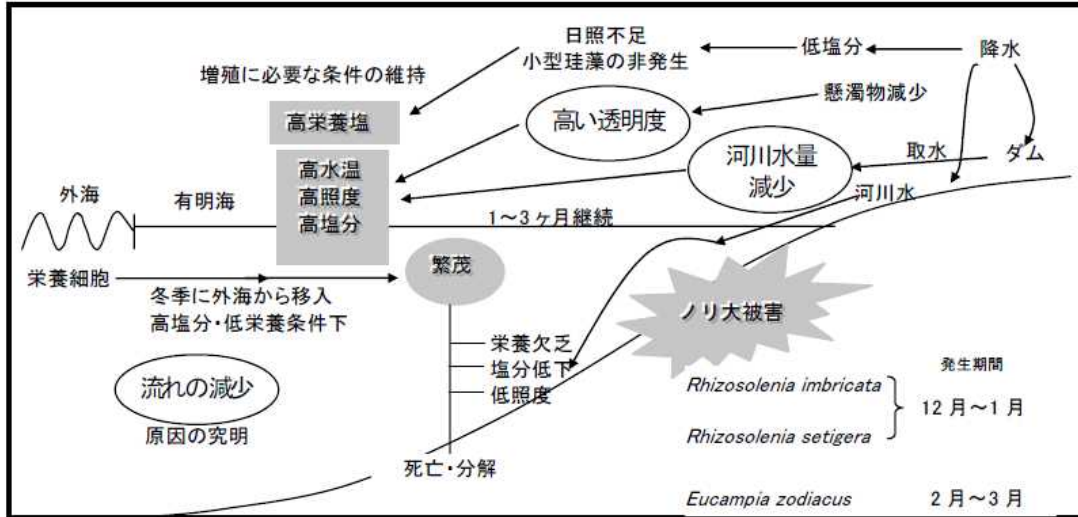 日照不足
小型珪藻の非発生
低塩分
降水
増殖に必要な条件の維持
懸濁物減少
高栄養塩
高い透明度
取水
ダム
河川水量
減少
高水温
高照度
高塩分
外海
有明海
河川水
1～3ヶ月継続
栄養細胞
繁茂
冬季に外海から移入
高塩分・低栄養条件下
ノリ大被害
栄養欠乏
塩分低下
低照度
流れの減少
原因の究明
死亡・分解
発生期間
Rhizosolenia imbricata
12月～1月
Rhizosolenia setigera
Eucampia zodiacus
2月～3月